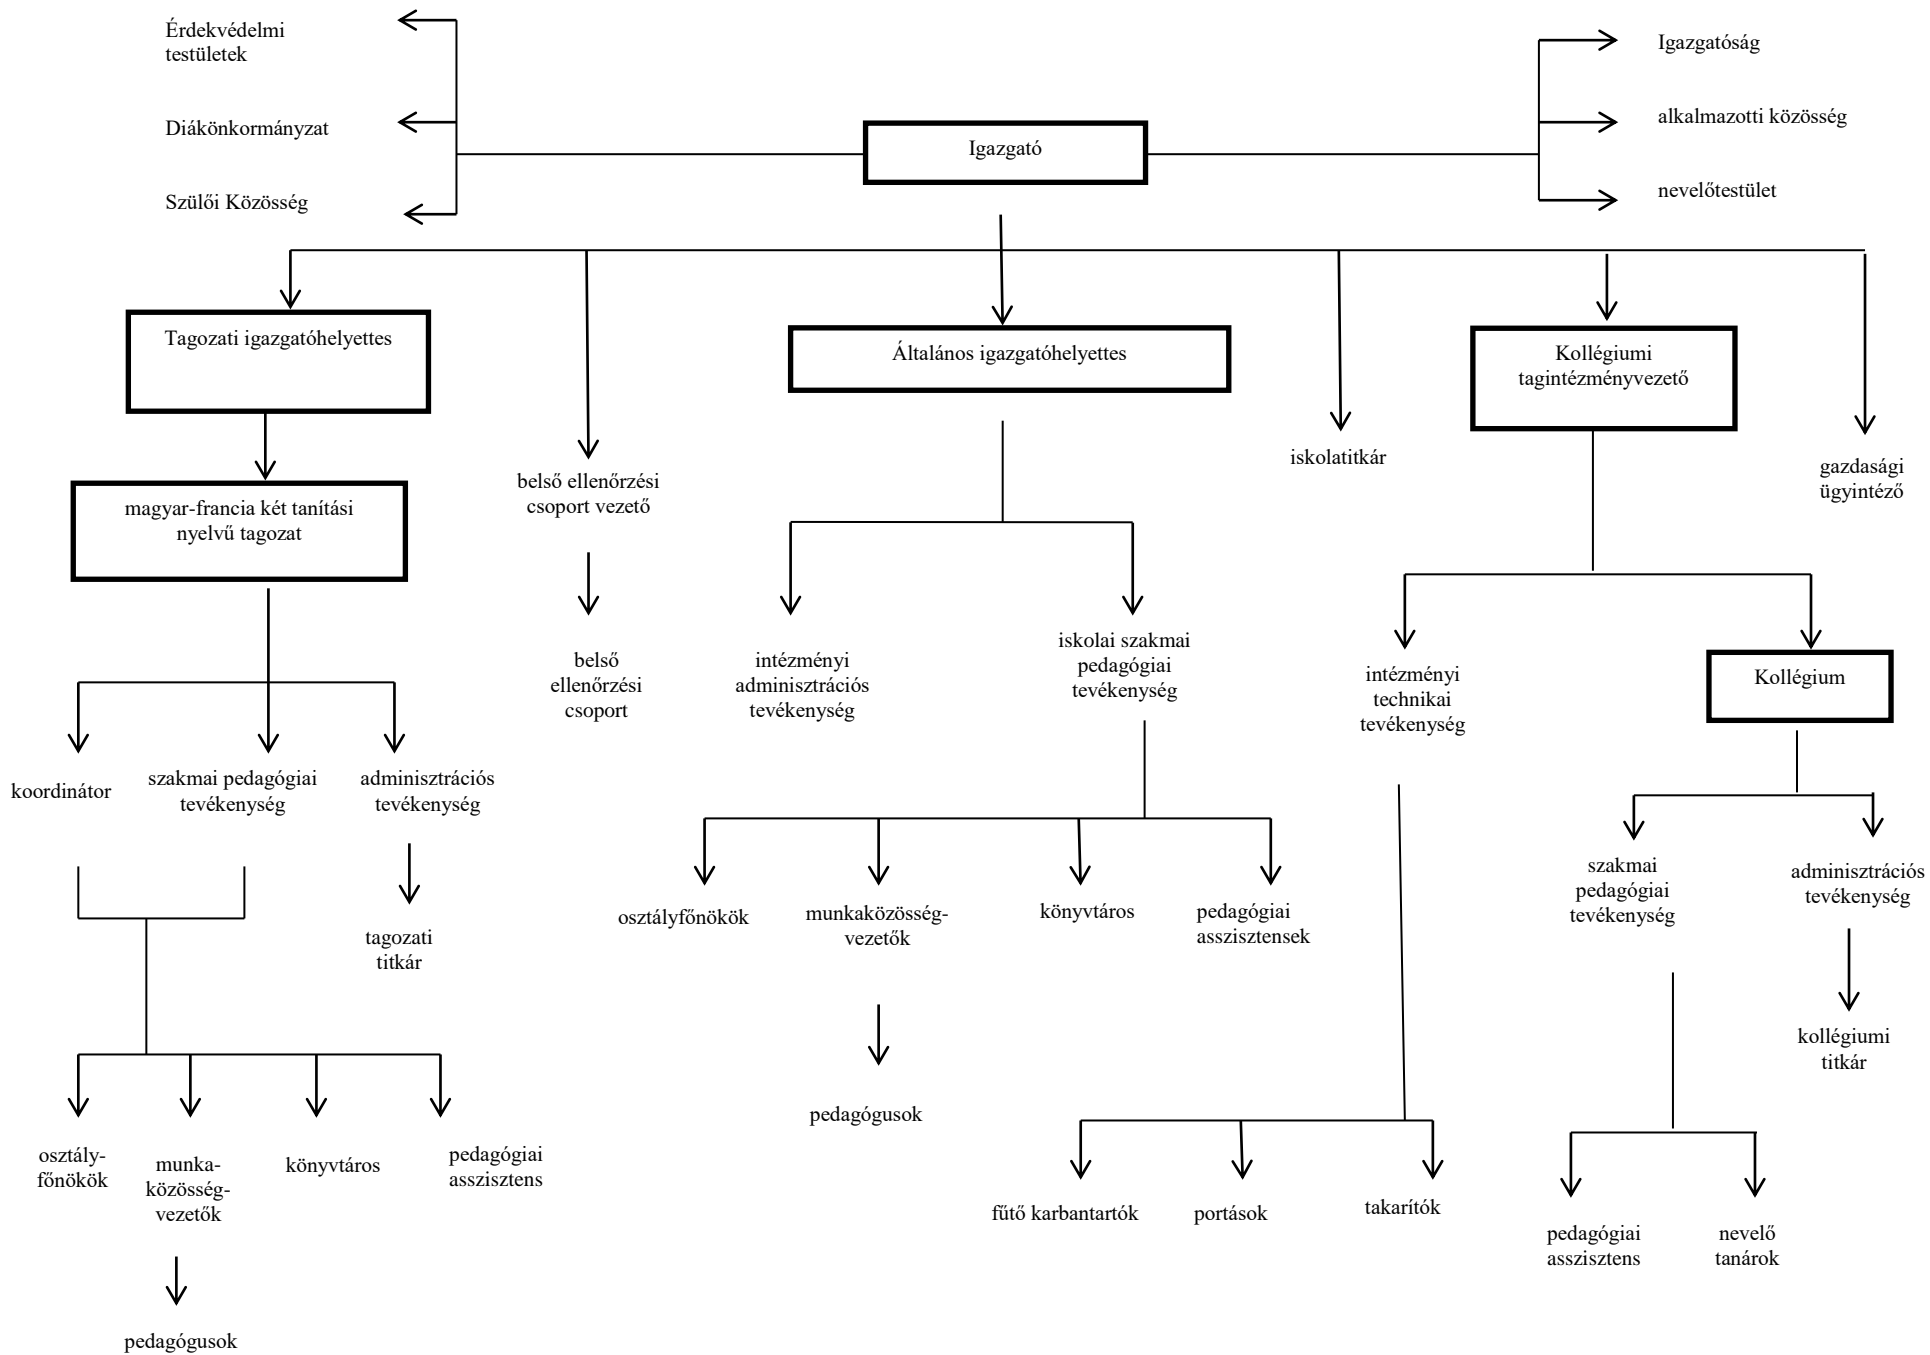 Érdekvédelmi
testületek
Diákönkormányzat
Szülői Közösség
Igazgató
Igazgatóság
alkalmazotti közösség
nevelőtestület
Tagozati igazgatóhelyettes
Általános igazgatóhelyettes
Kollégiumi
tagintézményvezető
magyar-francia két tanítási
nyelvű tagozat
belső ellenőrzési
csoport vezető
iskolatitkár
gazdasági
ügyintéző
belső
ellenőrzési
csoport
intézményi
adminisztrációs
tevékenység
iskolai szakmai
pedagógiai
tevékenység
intézményi
technikai
tevékenység
Kollégium
koordinátor
szakmai pedagógiai
tevékenység
adminisztrációs
tevékenység
tagozati
titkár
osztályfőnökök
munkaközösség-
vezetők
könyvtáros
pedagógiai
asszisztensek
szakmai
pedagógiai
tevékenység
adminisztrációs
tevékenység
kollégiumi
titkár
pedagógusok
osztály-
főnökök
munka-
közösség-
vezetők
könyvtáros
pedagógiai
asszisztens
fűtő karbantartók
portások
takarítók
pedagógiai
asszisztens
nevelő
tanárok
pedagógusok